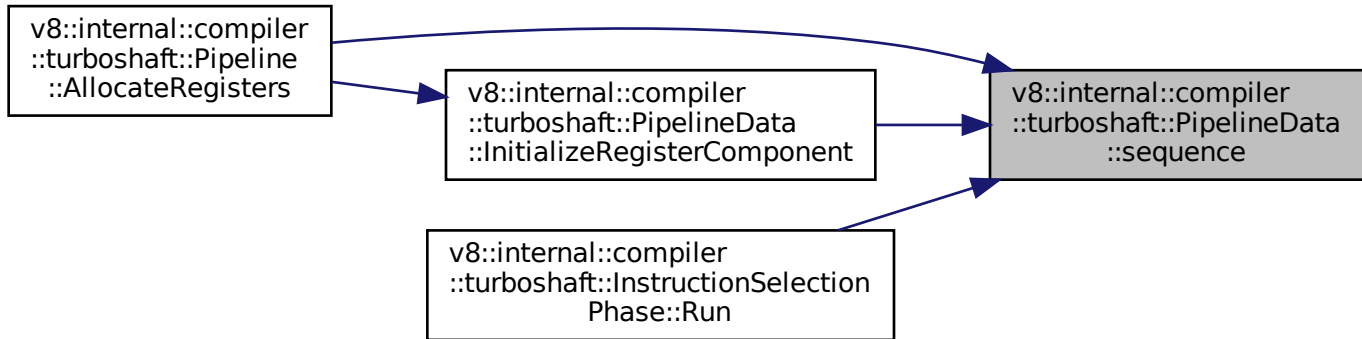 v8::internal::compiler
::turboshaft::Pipeline
::AllocateRegisters
v8::internal::compiler
::turboshaft::PipelineData
::InitializeRegisterComponent
v8::internal::compiler
::turboshaft::PipelineData
::sequence
v8::internal::compiler
::turboshaft::InstructionSelection
Phase::Run